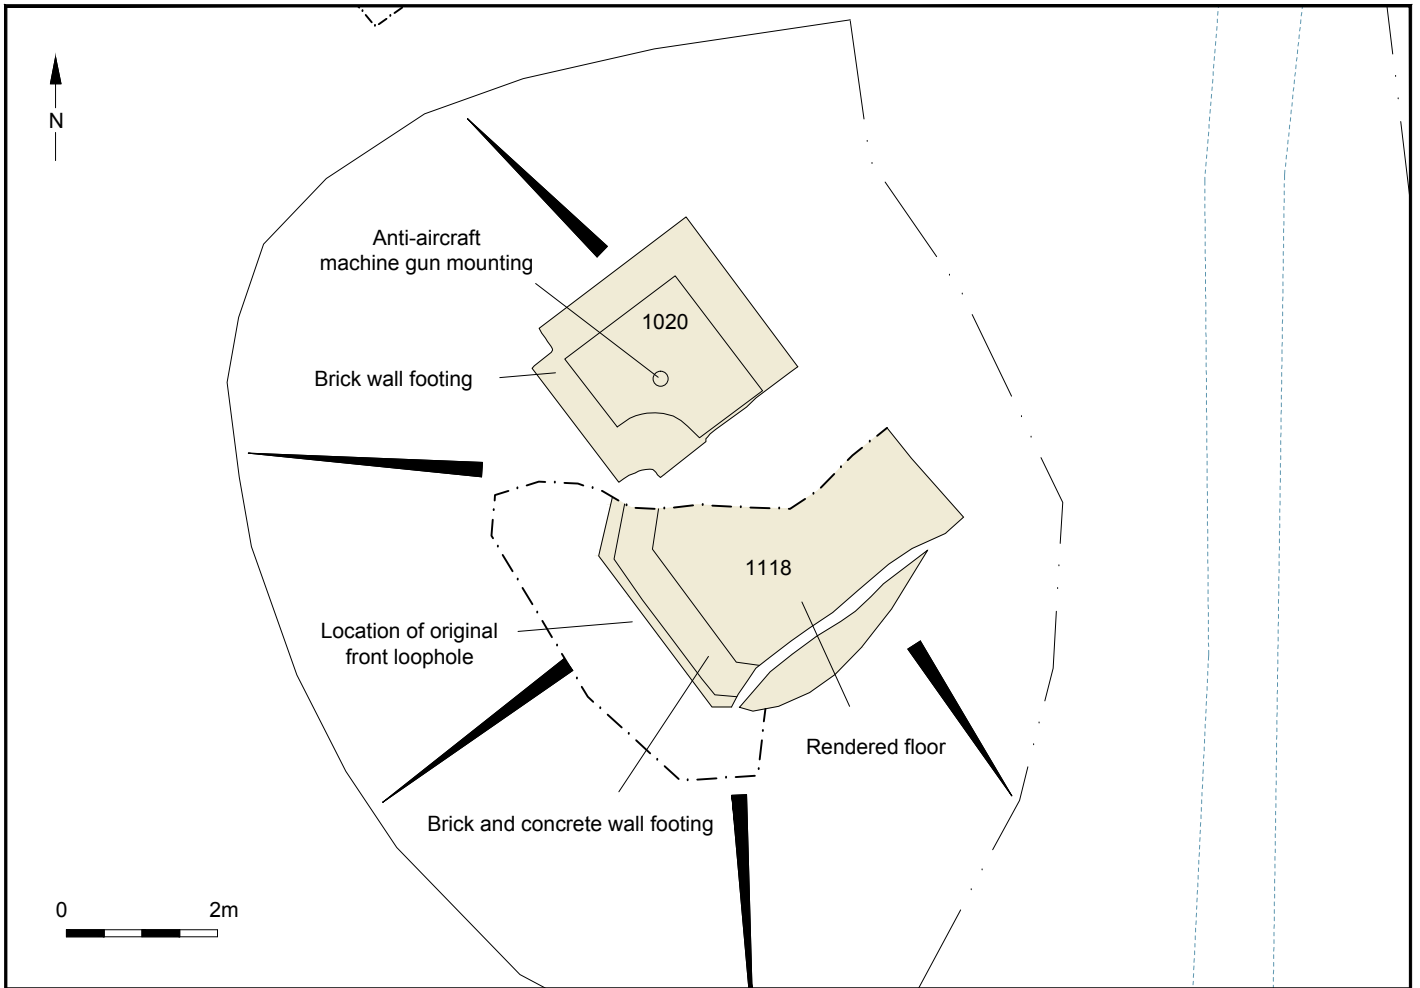 N
Anti-aircraft
machine gun mounting
1020
Brick wall footing
1118
Location of original
front loophole
Rendered floor
Brick and concrete wall footing
0 2m